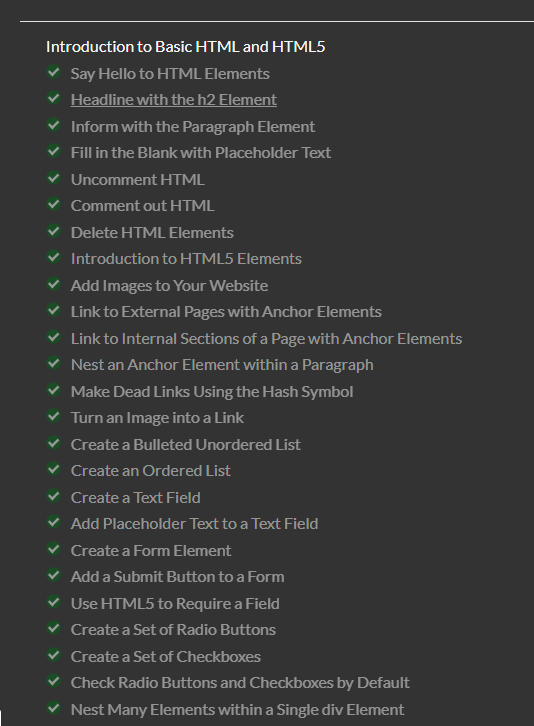 Introduction to Basic HTML and HTML5
Say Hello to HTML Elements
Headline with the h2 Element
Inform with the Paragraph Element
Fill in the Blank with Placeholder Text
Uncomment HTML
Comment out HTML
Delete HTML Elements
Introduction to HTML5 Elements
Add Images to Your Website
Link to External Pages with Anchor Elements
Link to Internal Sections of a Page with Anchor Elements
Nest an Anchor Element within a Paragraph
Make Dead Links Using the Hash Symbol
Turn an Image into a Link
Create a Bulleted Unordered List
Create an Ordered List
Create a Text Field
Add Placeholder Text to a Text Field
Create a Form Element
Add a Submit Button to a Form
Use HTML5 to Require a Field
Create a Set of Radio Buttons
Create a Set of Checkboxes
Check Radio Buttons and Checkboxes by Default
Nest Many Elements within a Single div Element